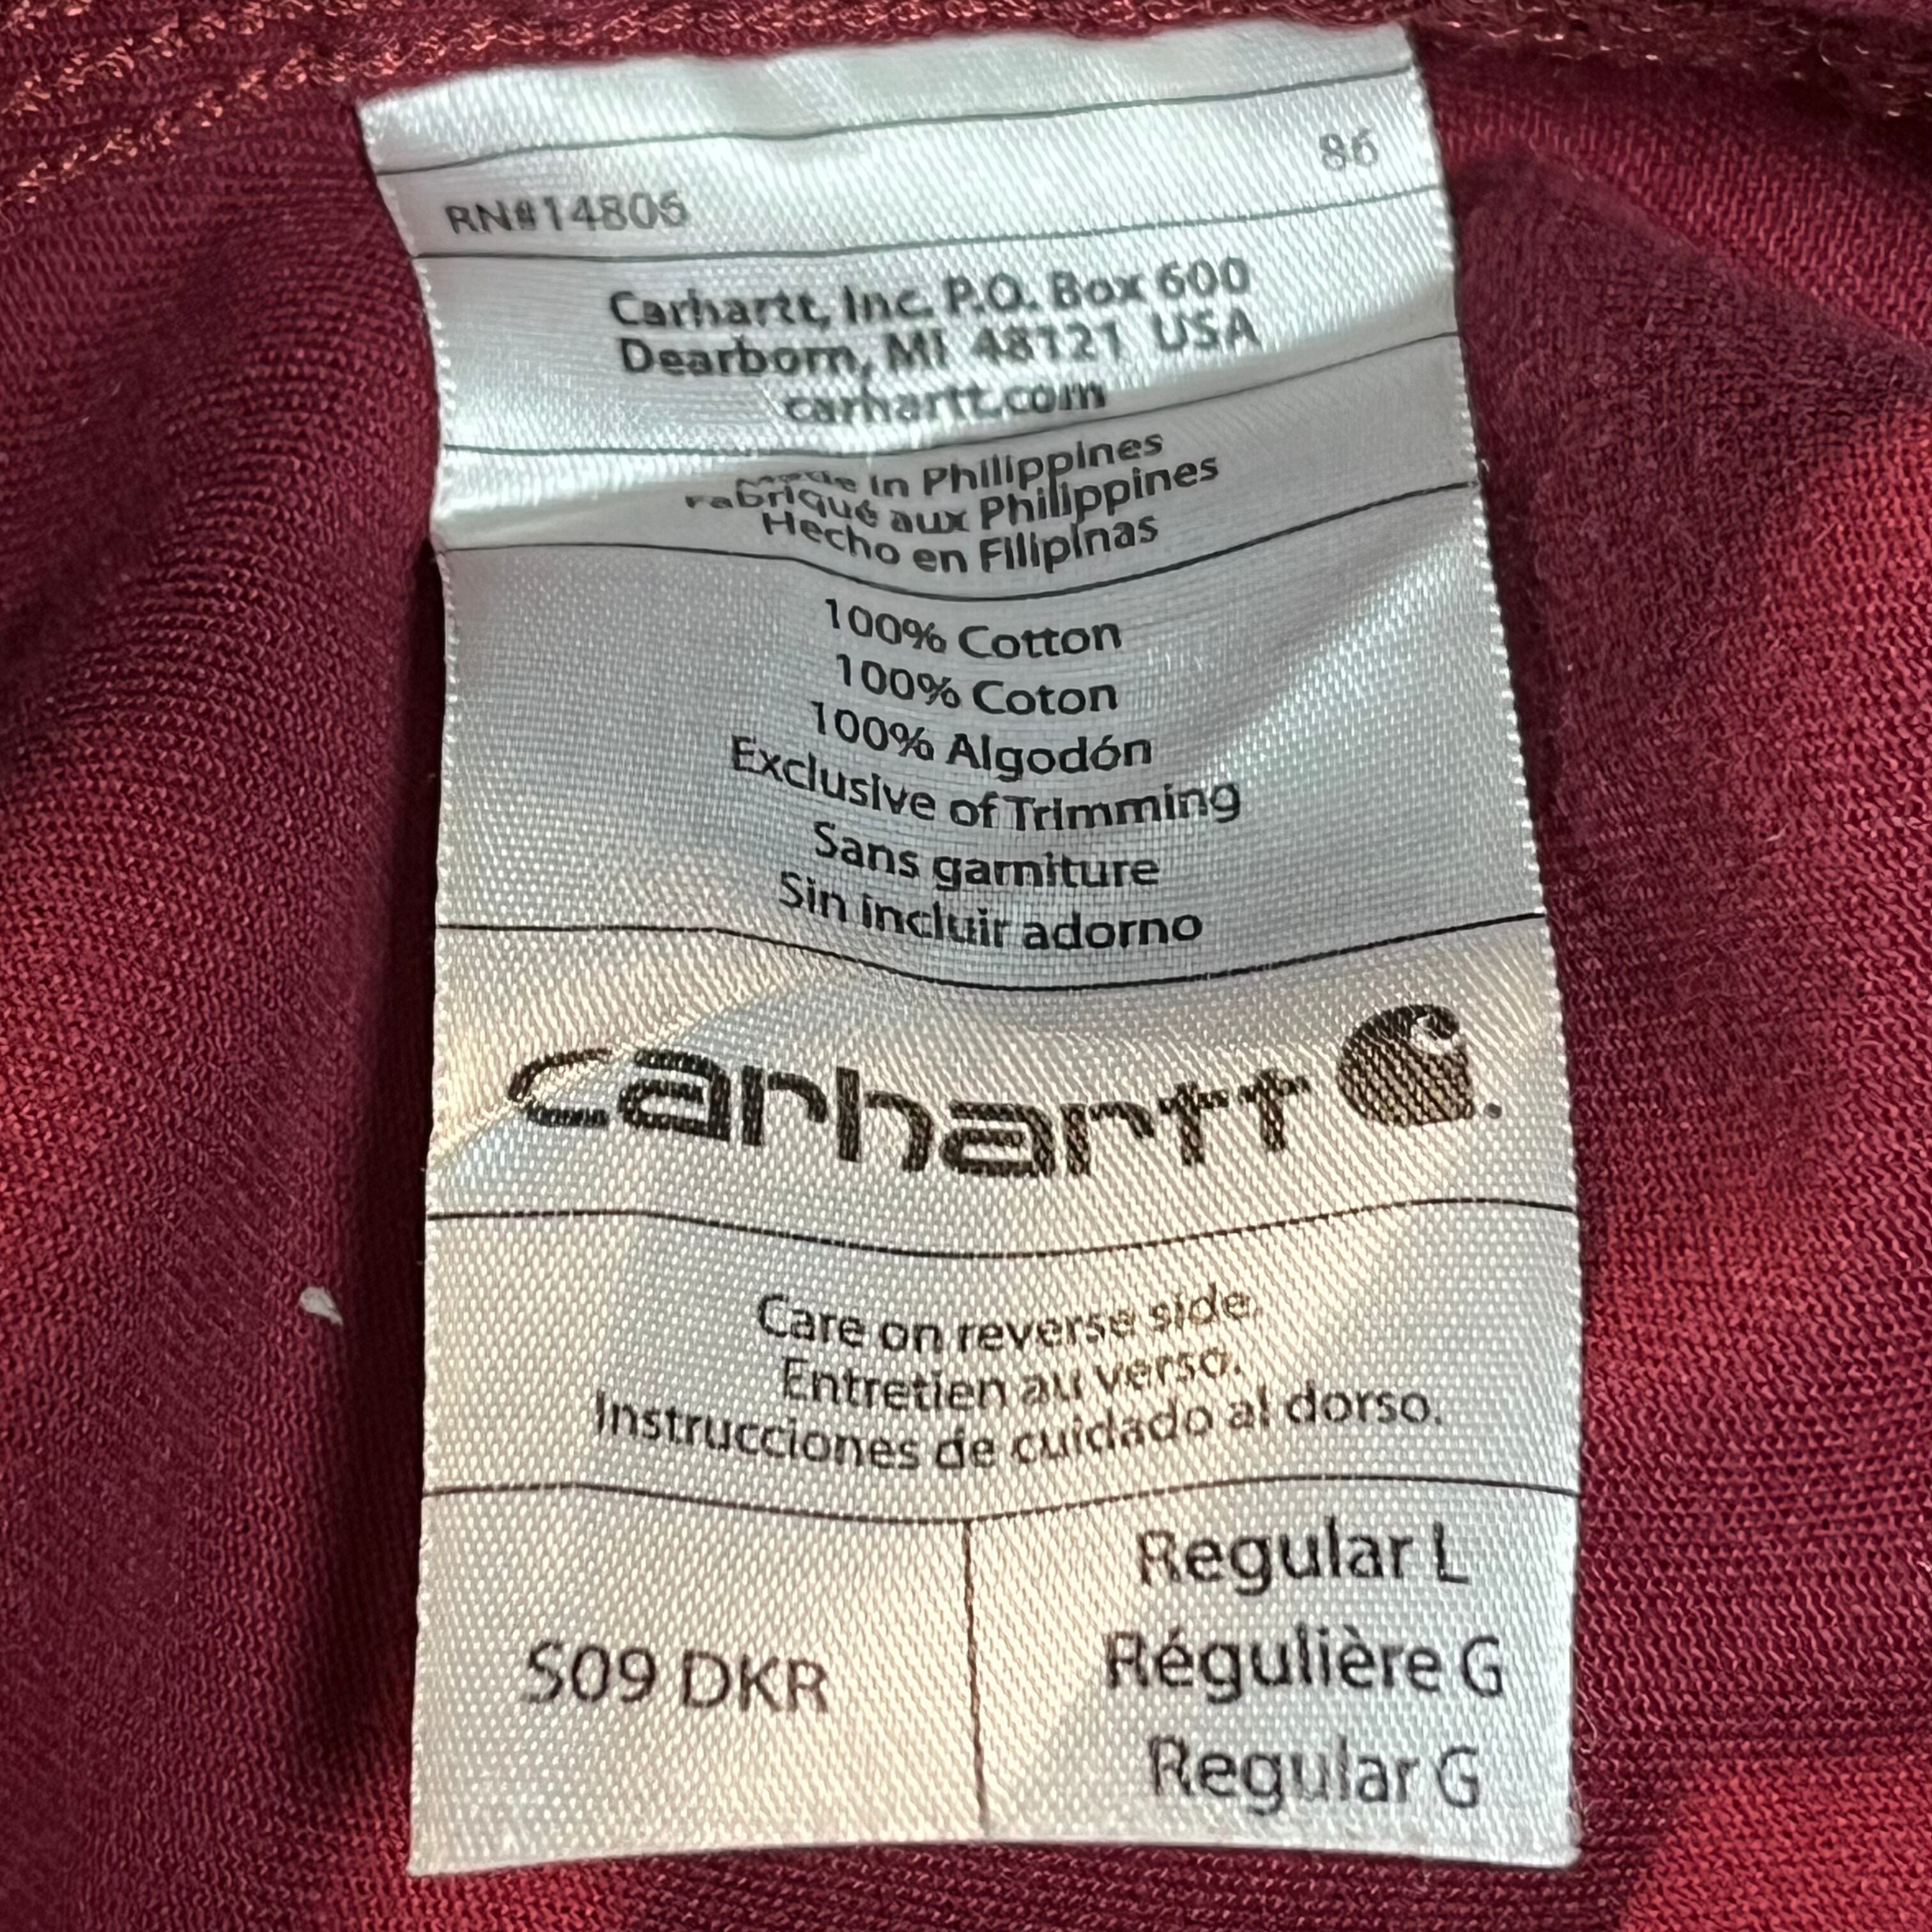 86
RN#14806
Carhartt, Inc. P.O. Box 600
Dearborn, MI 48121 USA
carhartt.com
Made in Philippines
Fabriqué aux Philippines
Hecho en Filipinas
100% Cotton
100% Coton
100% Algodón
Exclusive of Trimming
Sans garniture
Sin incluir adorno
carhartt
Care on reverse side.
Entretien au verso.
Instrucciones de cuidado al dorso.
S09 DKR
Regular L
Régulière G
Regular G